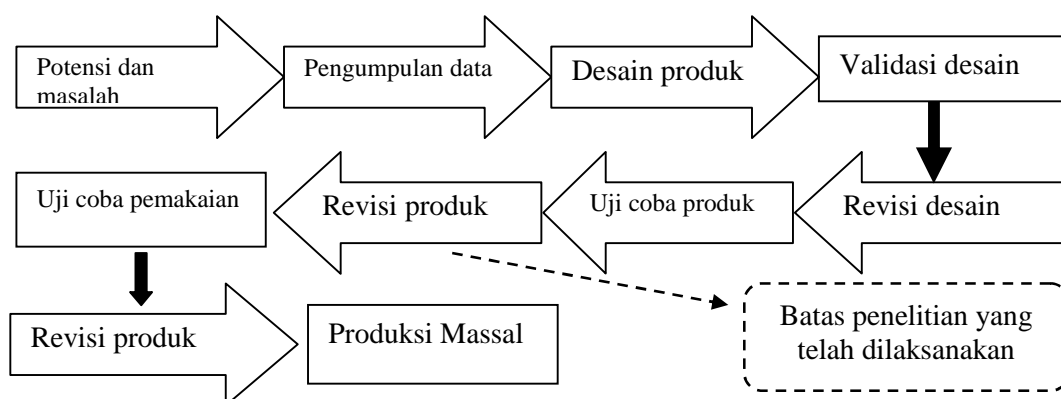 Potensi dan
masalah
Pengumpulan data
Desain produk
Validasi desain
Uji coba pemakaian
Revisi produk
Uji coba produk
Revisi desain
Revisi produk
Produksi Massal
Batas penelitian yang
telah dilaksanakan